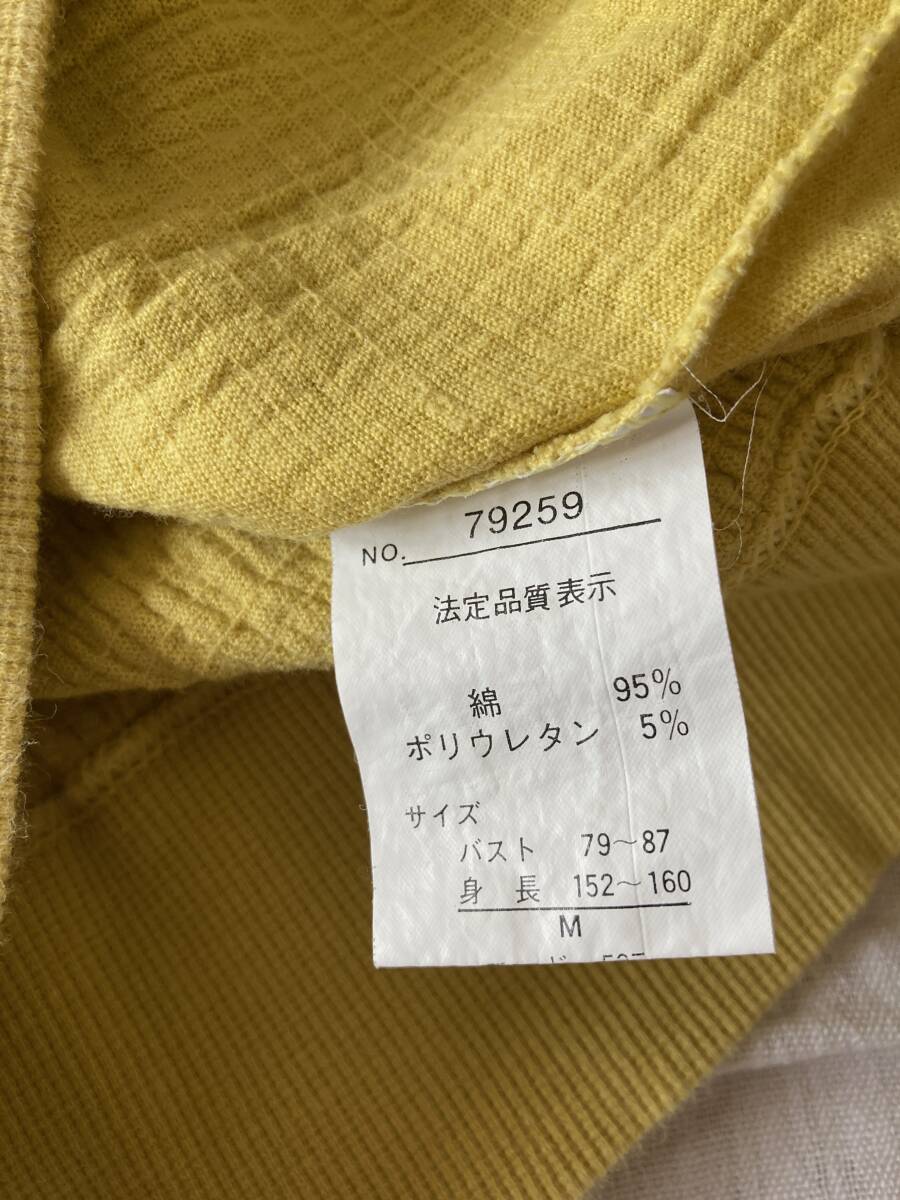 NO. 79259
法定品質表示
綿 95%
ポリウレタン 5%
サイズ
バスト 79〜87
身長 152〜160
M